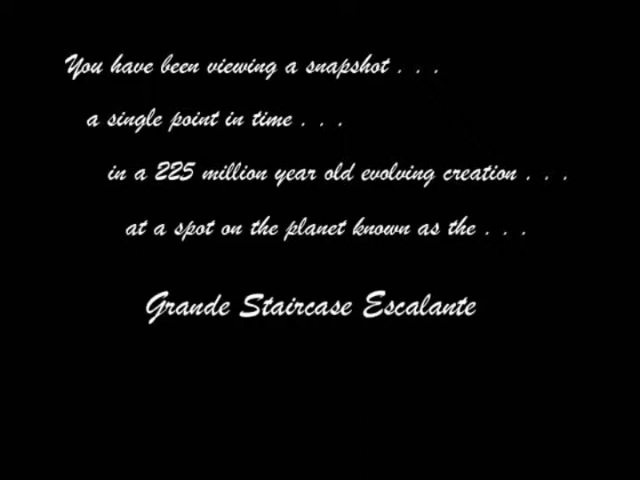 You have been viewing a snapshot . . .
a single point in time . . .
in a 225 million year old evolving creation . . .
at a spot on the planet known as the . . .
Grande Staircase Escalante